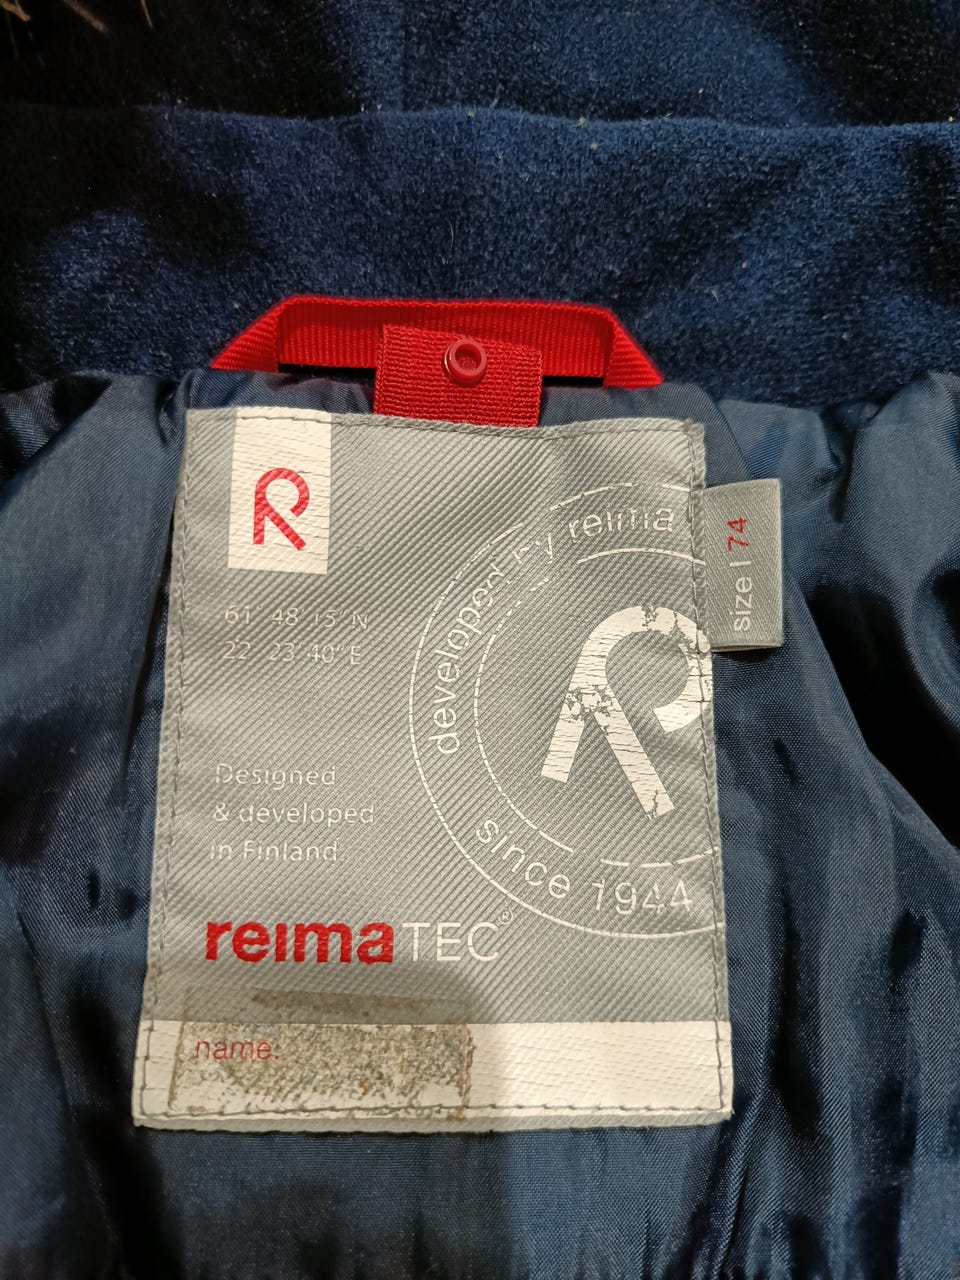 R
61° 48' 15" N
22° 23' 40" E
developed by reima
R
since 1944
Size | 74
Designed
& developed
in Finland.
reimaTEC®
name: